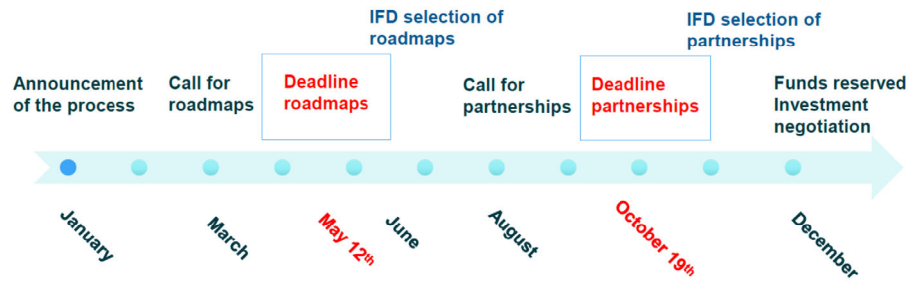 IFD selection of
roadmaps
IFD selection of
partnerships
Announcement
of the process
Call for
roadmaps
Deadline
roadmaps
Call for
partnerships
Deadline
partnerships
Funds reserved
Investment
negotiation
January
March
May 12th
June
August
October 19th
December